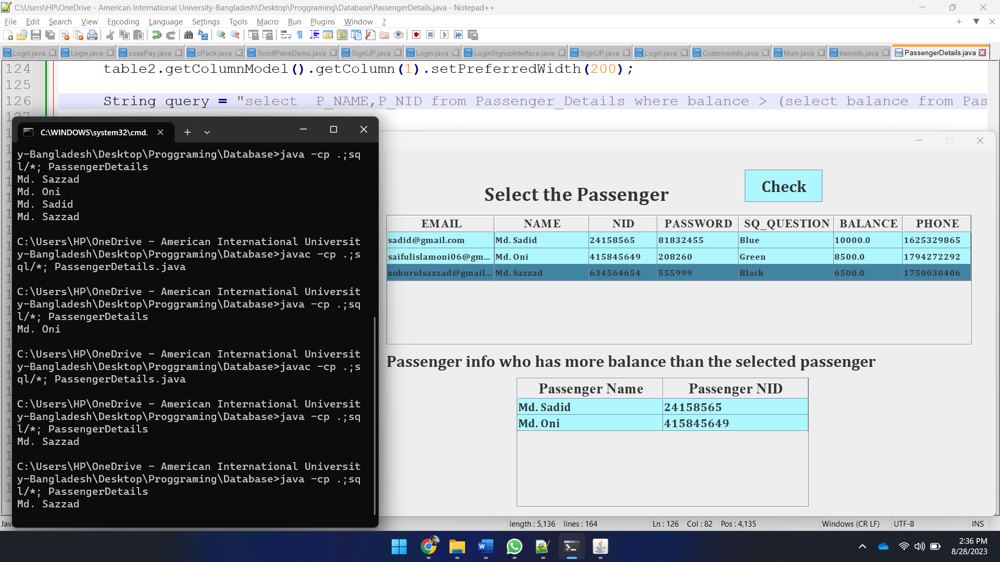 C:\Users\HP\OneDrive - American International University-Bangladesh\Desktop\Proggraming\Database\PassengerDetails.java - Notepad++
File Edit Search View Encoding Language Settings Tools Macro Run Plugins Window ?
Login.java Login.java coxePay.java cPack.java ScrollPaneDemo.java SignUP.java Login.java LoginSignupInterface.java SignUP.java Login.java CustomerInfo.java Main.java traininfo.java PassengerDetails.java
124 table2.getColumnModel().getColumn(1).setPreferredWidth(200);
125
126 String query = "select  P_NAME,P_NID from Passenger_Details where balance > (select balance from Pas
C:\WINDOWS\system32\cmd.
y-Bangladesh\Desktop\Proggraming\Database>java -cp .;sq
l/*; PassengerDetails
Md. Sazzad
Md. Oni
Md. Sadid
Md. Sazzad
C:\Users\HP\OneDrive - American International Universit
y-Bangladesh\Desktop\Proggraming\Database>javac -cp .;s
ql/*; PassengerDetails.java
C:\Users\HP\OneDrive - American International Universit
y-Bangladesh\Desktop\Proggraming\Database>java -cp .;sq
l/*; PassengerDetails
Md. Oni
C:\Users\HP\OneDrive - American International Universit
y-Bangladesh\Desktop\Proggraming\Database>javac -cp .;s
ql/*; PassengerDetails.java
C:\Users\HP\OneDrive - American International Universit
y-Bangladesh\Desktop\Proggraming\Database>java -cp .;sq
l/*; PassengerDetails
Md. Sazzad
C:\Users\HP\OneDrive - American International Universit
y-Bangladesh\Desktop\Proggraming\Database>java -cp .;sq
l/*; PassengerDetails
Md. Sazzad
Select the Passenger
Check
EMAIL NAME NID PASSWORD SQ_QUESTION BALANCE PHONE
sadid@gmail.com Md. Sadid 24158565 81832455 Blue 10000.0 1625329865
saifulislamoni06@gm... Md. Oni 415845649 208260 Green 8500.0 1794272292
zohurulsazzad@gmail... Md. Sazzad 634564654 555999 Black 6500.0 1750030406
Passenger info who has more balance than the selected passenger
Passenger Name Passenger NID
Md. Sadid 24158565
Md. Oni 415845649
length : 5,136 lines : 164 Ln : 126 Col : 82 Pos : 4,135 Windows (CR LF) UTF-8 INS
2:36 PM
8/28/2023